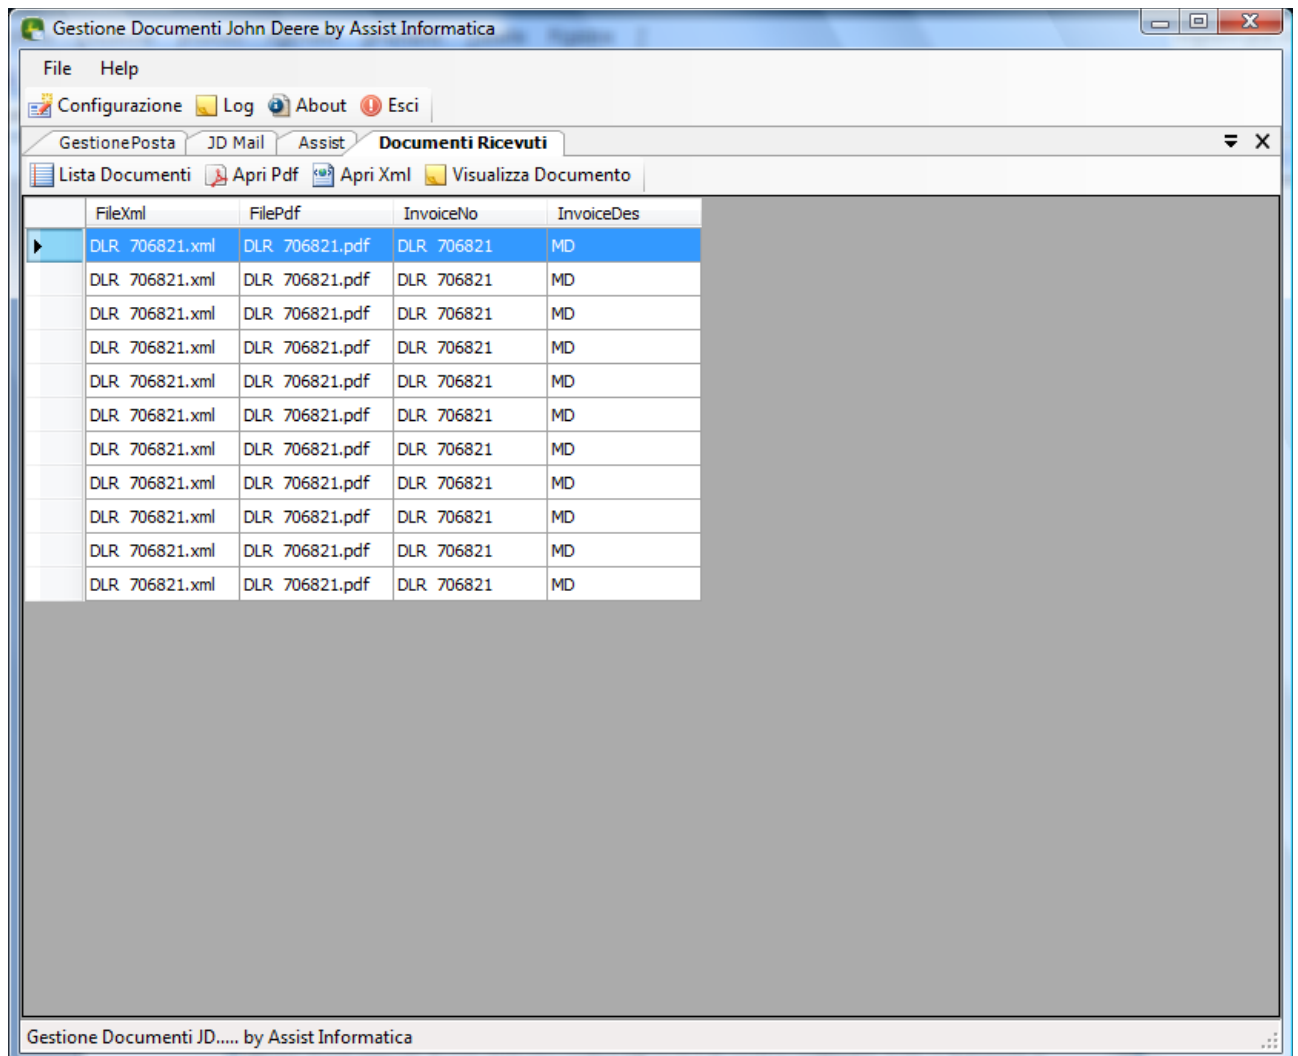 Gestione Documenti John Deere by Assist Informatica
File Help
Configurazione Log About Esci
GestionePosta JD Mail Assist Documenti Ricevuti
Lista Documenti Apri Pdf Apri Xml Visualizza Documento
FileXml FilePdf InvoiceNo InvoiceDes
DLR 706821.xml DLR 706821.pdf DLR 706821 MD
DLR 706821.xml DLR 706821.pdf DLR 706821 MD
DLR 706821.xml DLR 706821.pdf DLR 706821 MD
DLR 706821.xml DLR 706821.pdf DLR 706821 MD
DLR 706821.xml DLR 706821.pdf DLR 706821 MD
DLR 706821.xml DLR 706821.pdf DLR 706821 MD
DLR 706821.xml DLR 706821.pdf DLR 706821 MD
DLR 706821.xml DLR 706821.pdf DLR 706821 MD
DLR 706821.xml DLR 706821.pdf DLR 706821 MD
DLR 706821.xml DLR 706821.pdf DLR 706821 MD
DLR 706821.xml DLR 706821.pdf DLR 706821 MD
Gestione Documenti JD..... by Assist Informatica